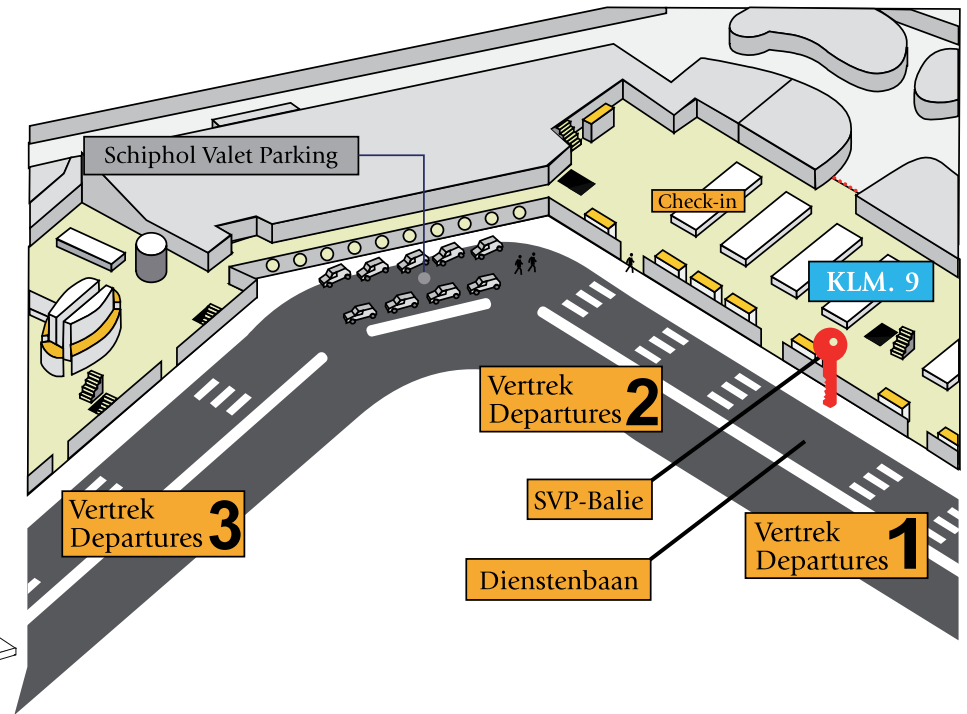 Schiphol Valet Parking
Check-in
KLM. 9
Vertrek
Departures 2
SVP-Balie
Vertrek
Departures 3
Vertrek
Departures 1
Dienstenbaan